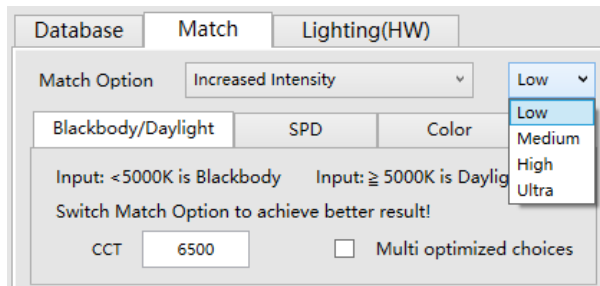 Database Match Lighting(HW)
Match Option Increased Intensity Low
Low
Blackbody/Daylight SPD Color
Medium
High
Input: <5000K is Blackbody Input: ≧ 5000K is Daylig
Ultra
Switch Match Option to achieve better result!
CCT 6500 Multi optimized choices